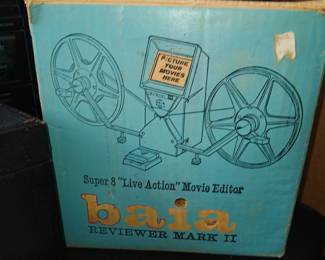 PICTURE
YOUR
MOVIES
HERE
Super 8 "Live Action" Movie Editor
baia
REVIEWER MARK II